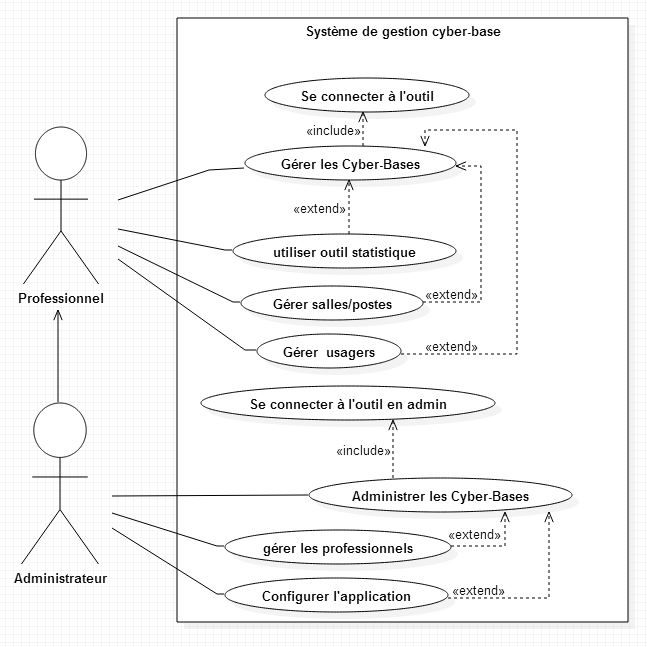 Système de gestion cyber-base
Se connecter à l'outil
«include»
Gérer les Cyber-Bases
«extend»
utiliser outil statistique
Gérer salles/postes
«extend»
Gérer usagers
«extend»
Professionnel
Se connecter à l'outil en admin
«include»
Administrer les Cyber-Bases
«extend»
gérer les professionnels
Administrateur
Configurer l'application
«extend»